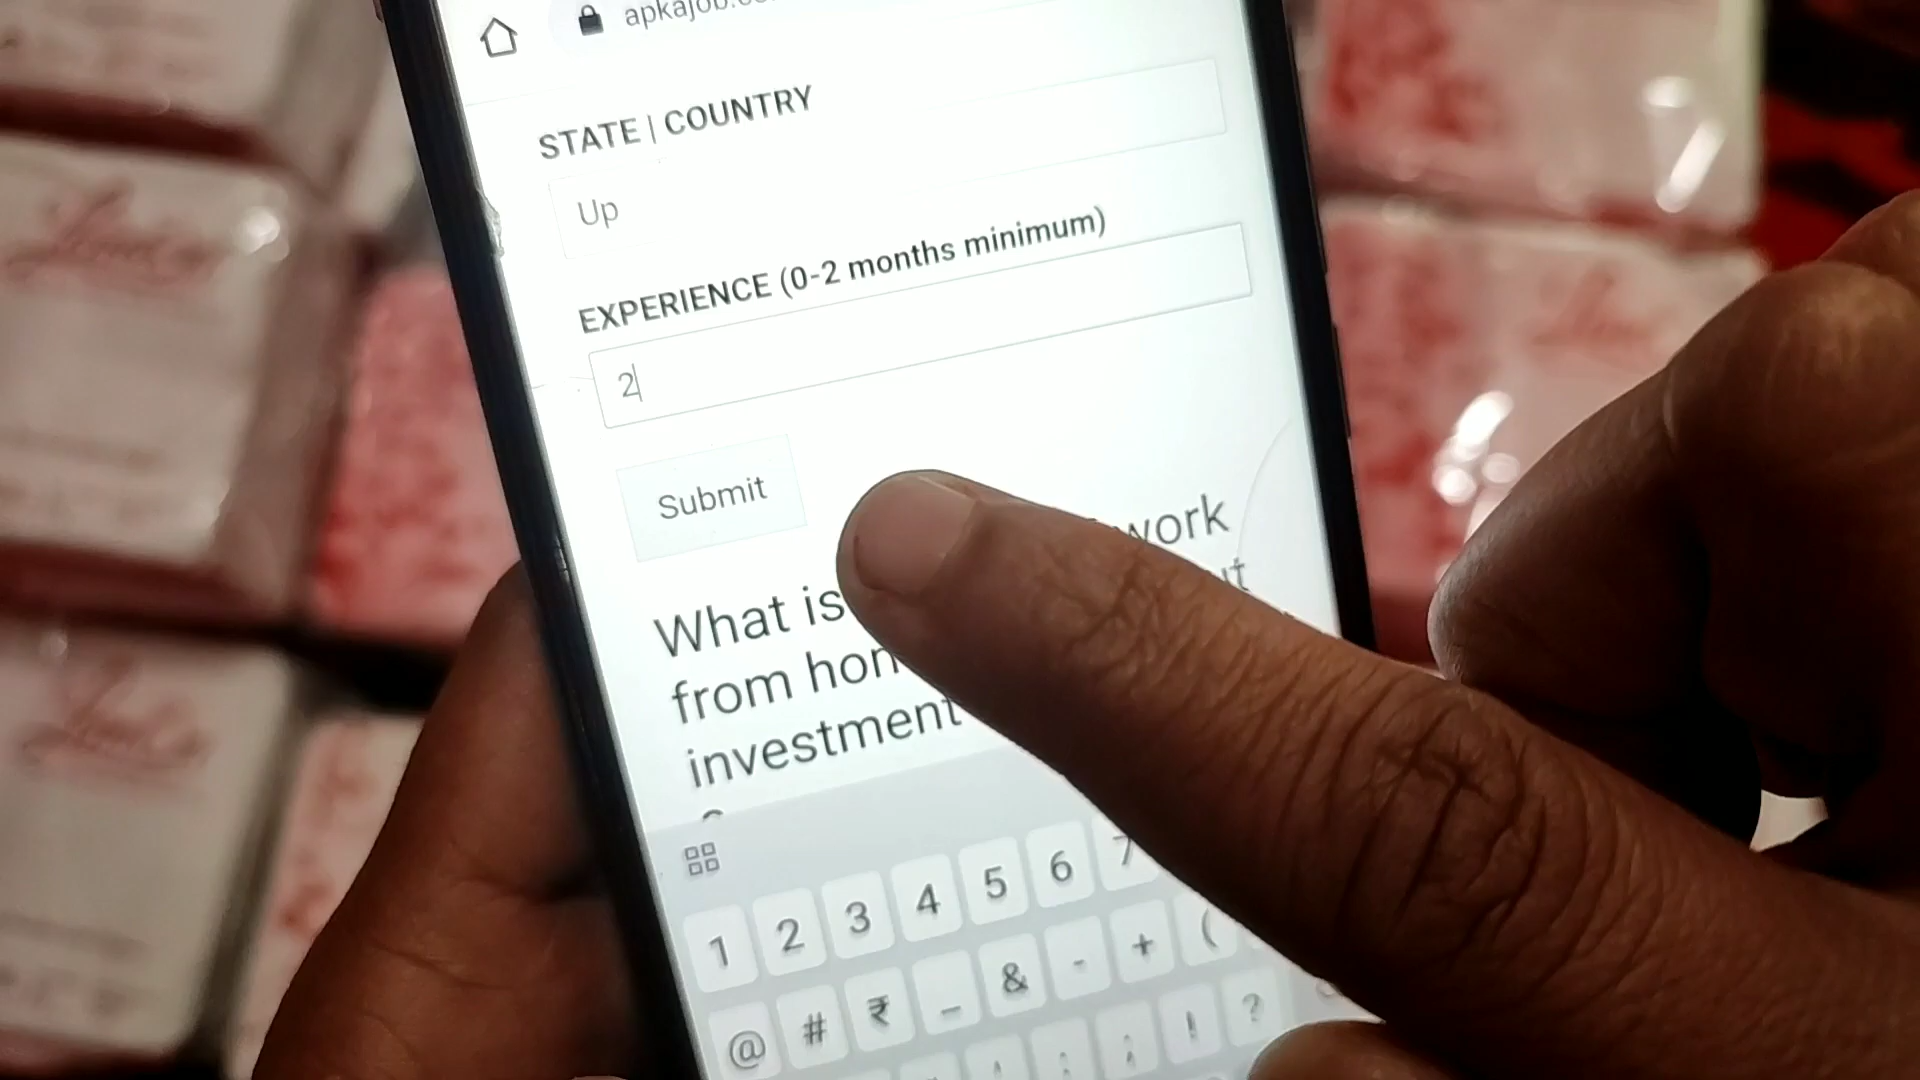 apkajob.
STATE | COUNTRY
Up
EXPERIENCE (0-2 months minimum)
2
Submit
What is work
from
investment
1 2 3 4 5 6 7
@ # ₹ _ & - + (
! ?